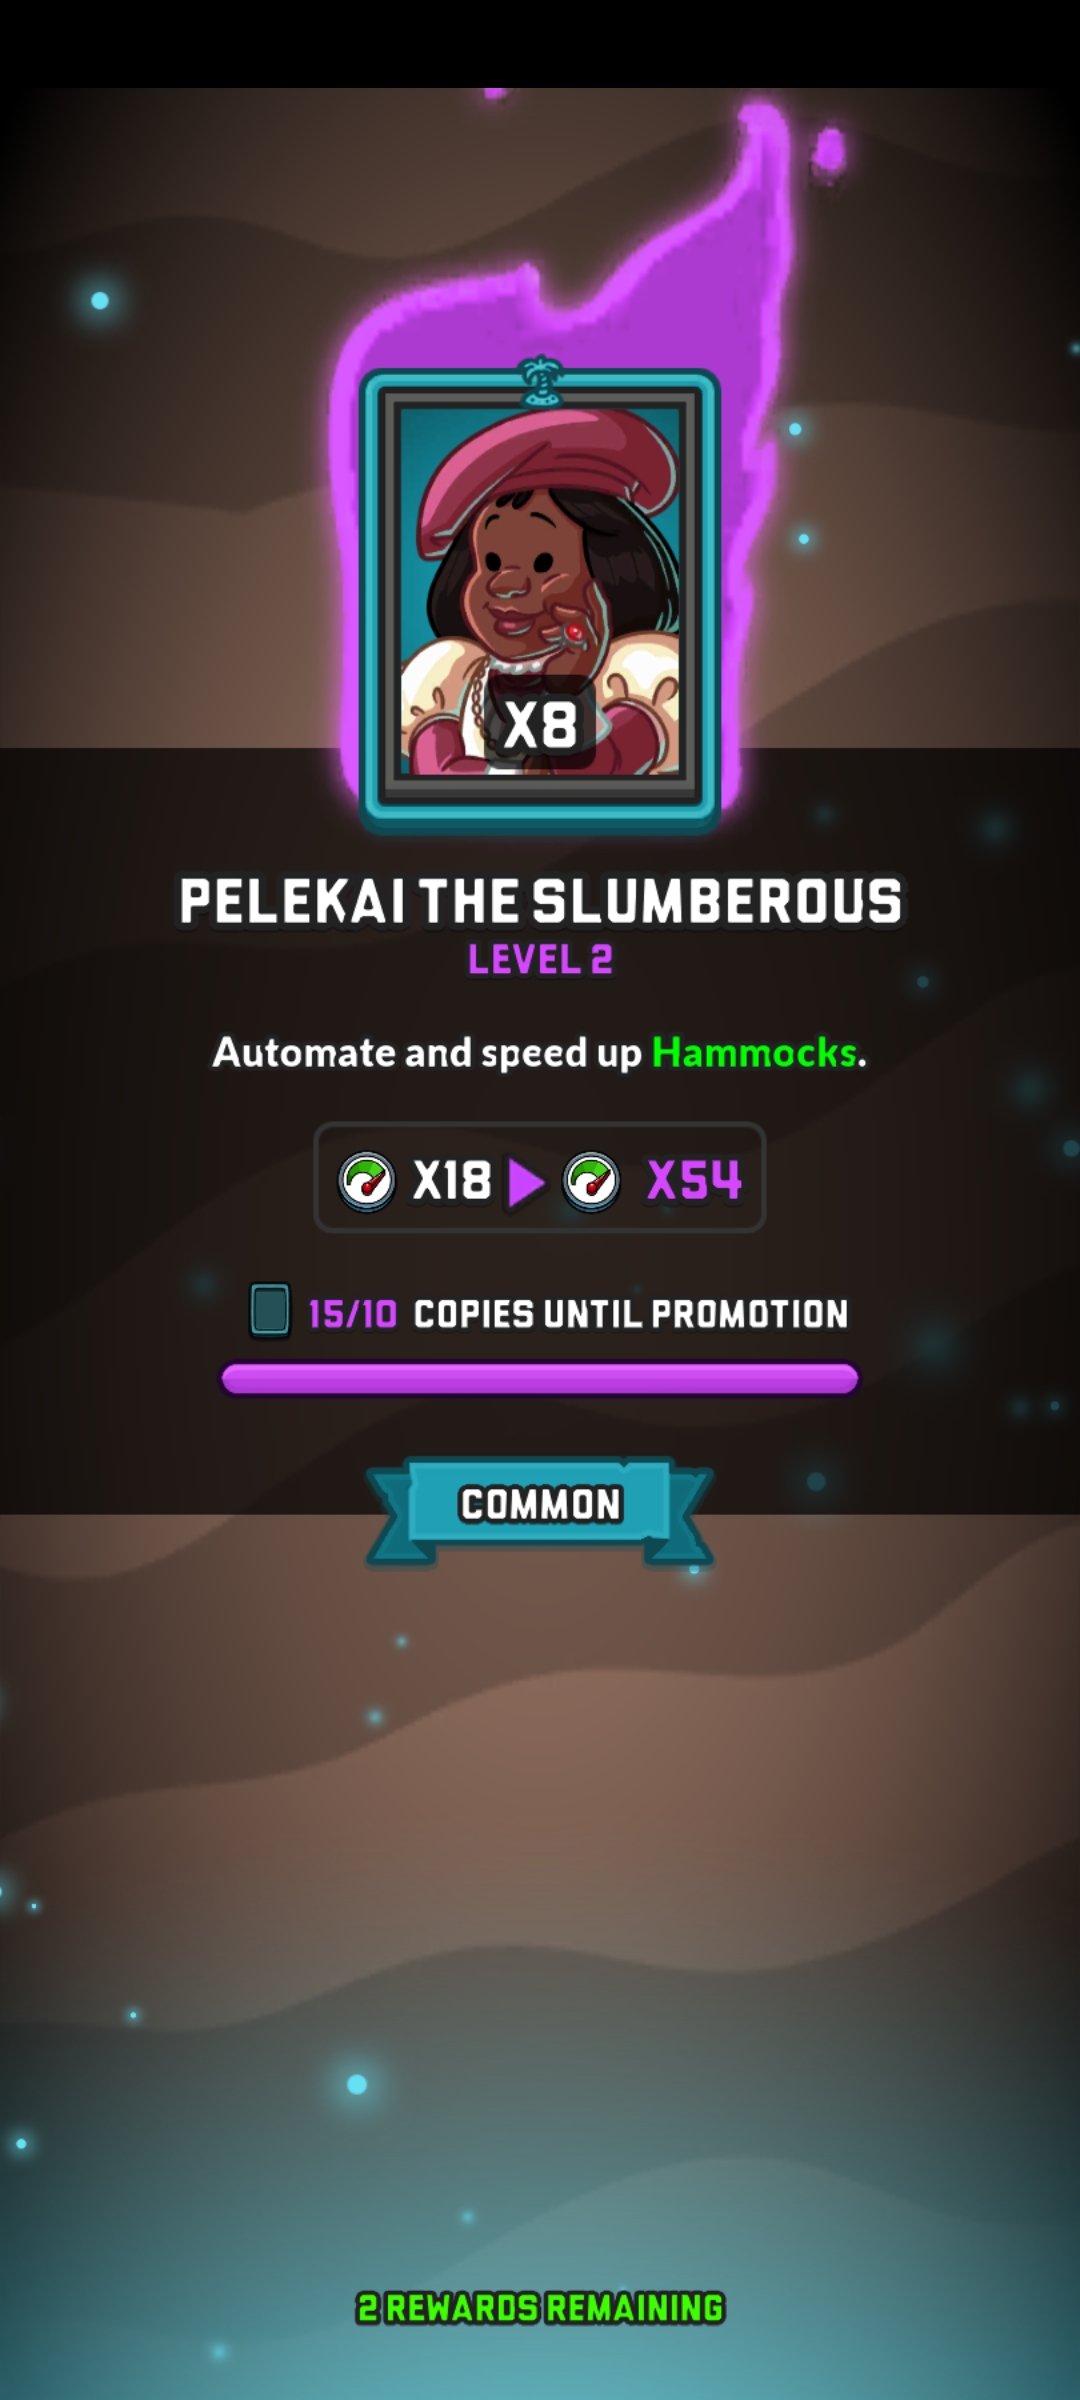 X8
PELEKAI THE SLUMBEROUS
LEVEL 2
Automate and speed up Hammocks.
X18 X54
15/10 COPIES UNTIL PROMOTION
COMMON
2 REWARDS REMAINING